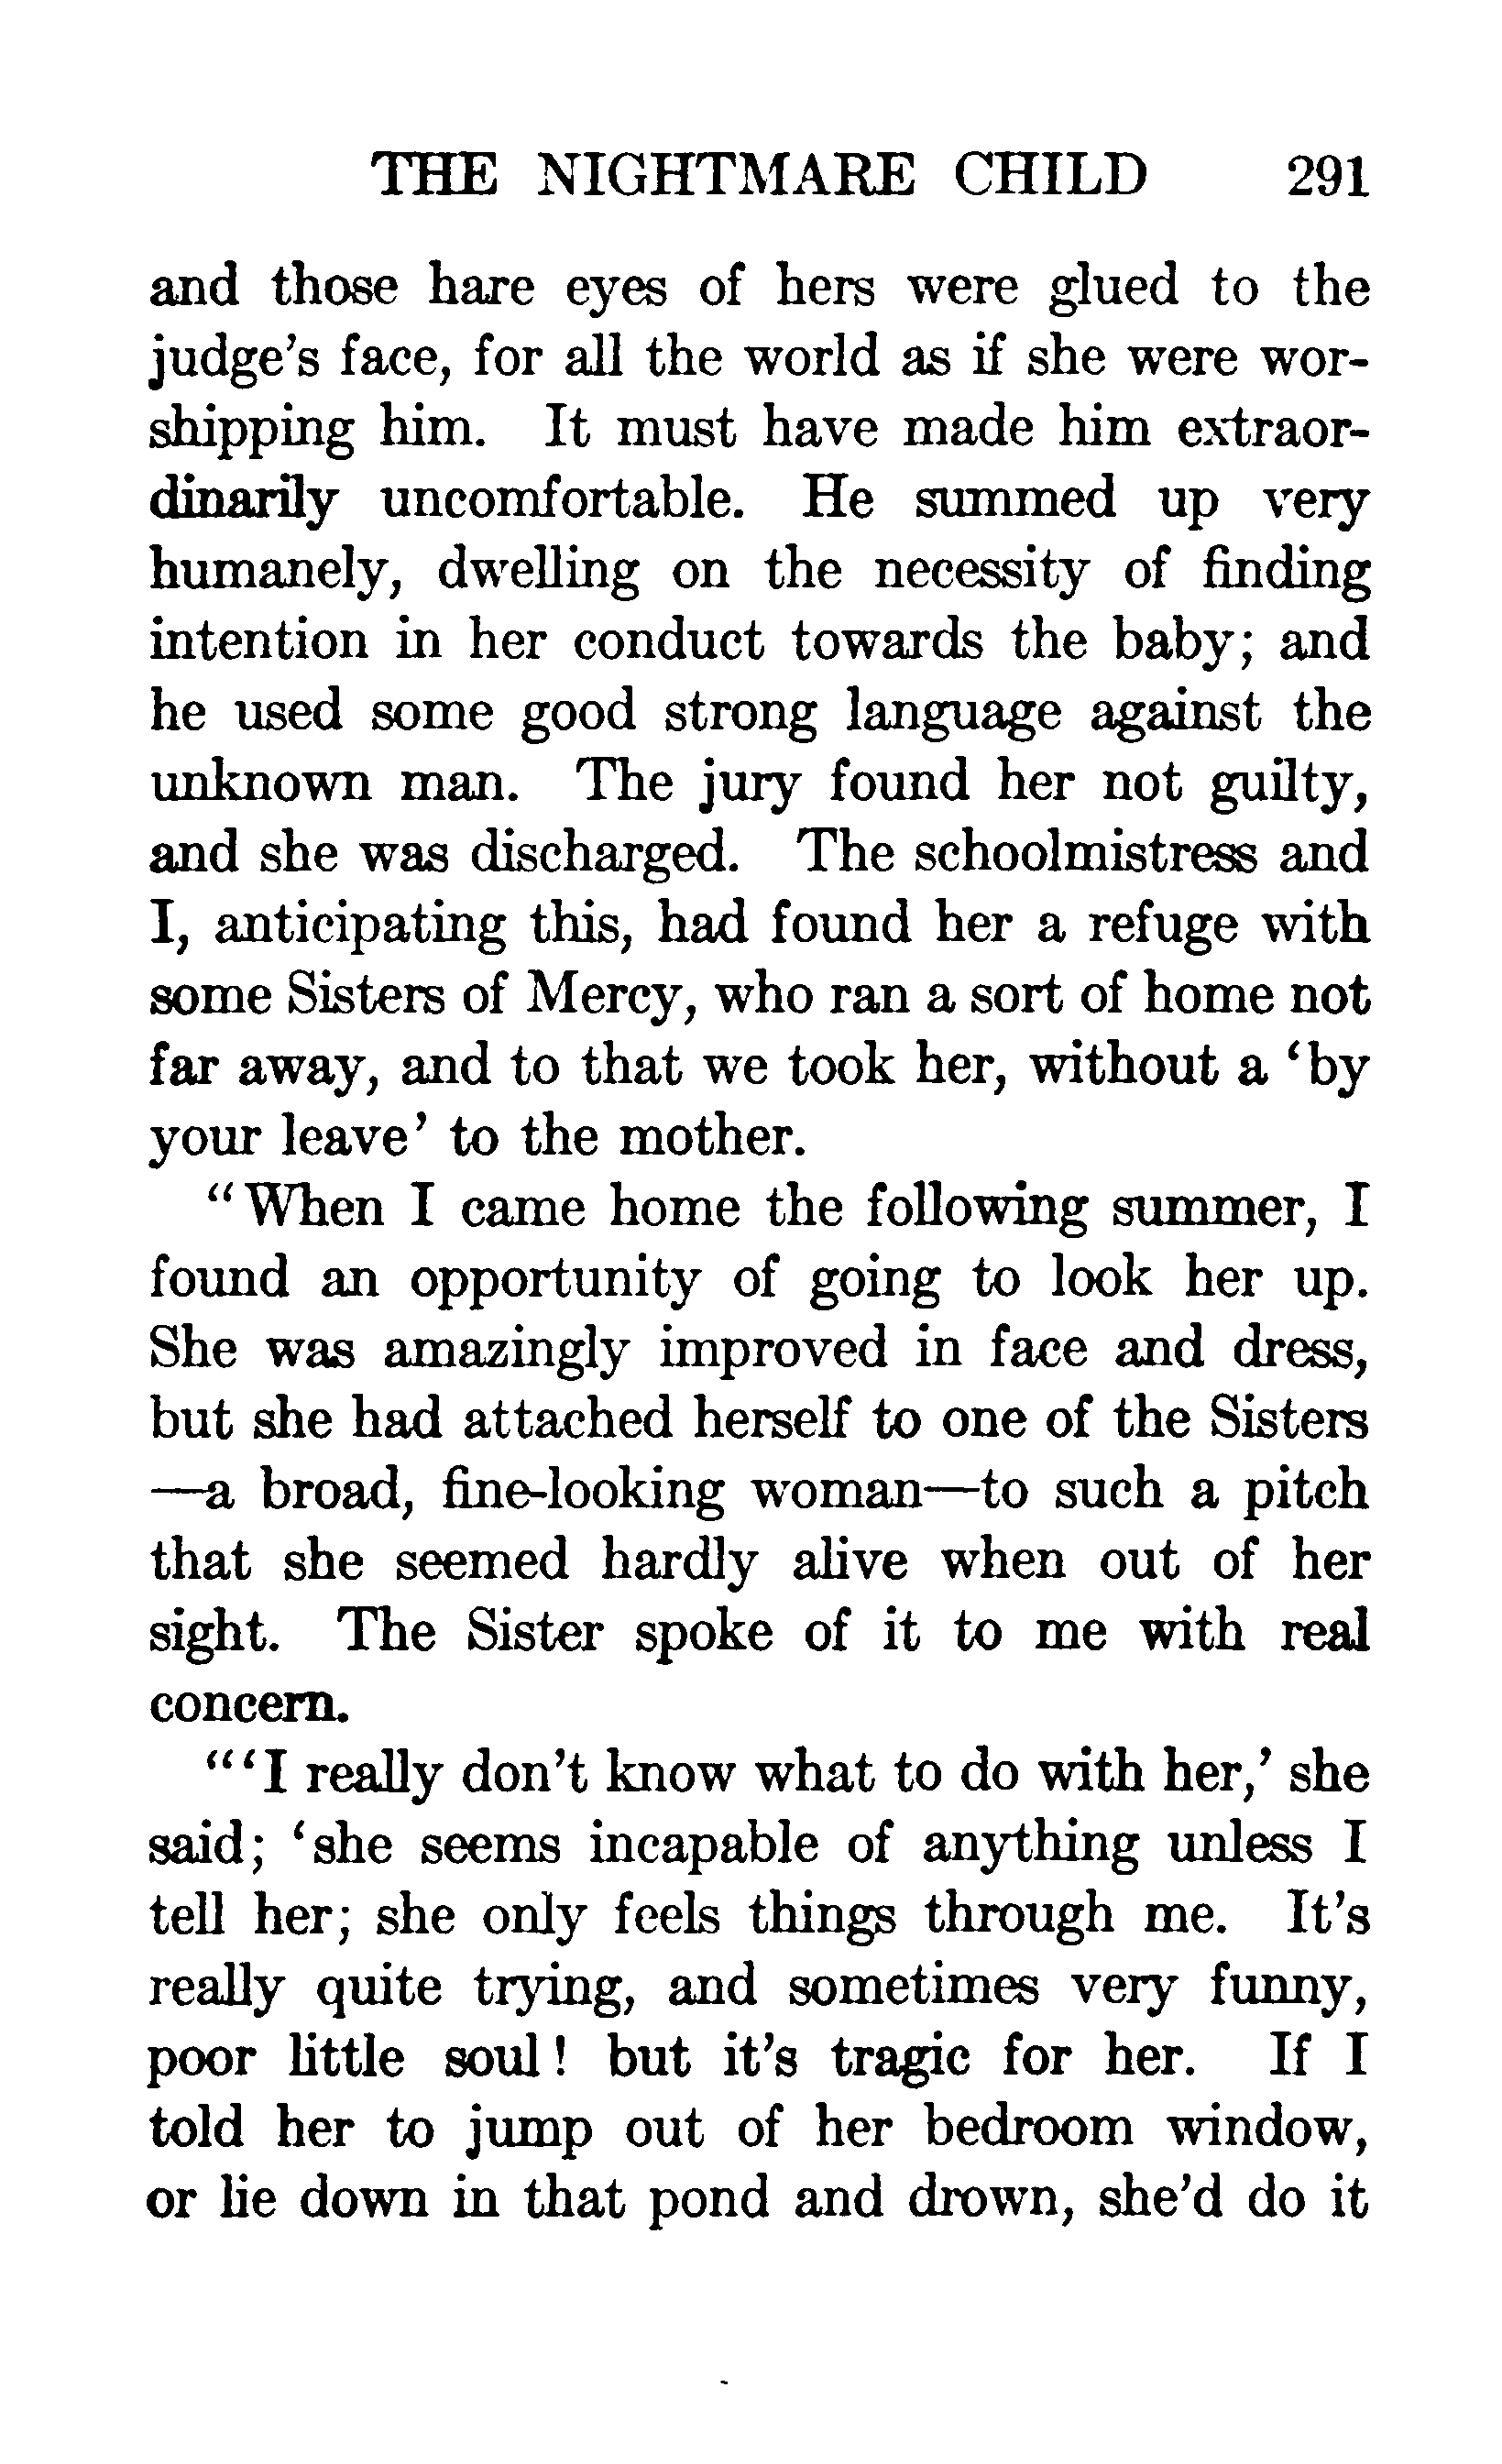 THE NIGHTMARE CHILD 291
and those hare eyes of hers were glued to the
judge's face, for all the world as if she were wor-
shipping him. It must have made him extraor-
dinarily uncomfortable. He summed up very
humanely, dwelling on the necessity of finding
intention in her conduct towards the baby; and
he used some good strong language against the
unknown man. The jury found her not guilty,
and she was discharged. The schoolmistress and
I, anticipating this, had found her a refuge with
some Sisters of Mercy, who ran a sort of home not
far away, and to that we took her, without a ‘by
your leave’ to the mother.
“When I came home the following summer, I
found an opportunity of going to look her up.
She was amazingly improved in face and dress,
but she had attached herself to one of the Sisters
—a broad, fine-looking woman—to such a pitch
that she seemed hardly alive when out of her
sight. The Sister spoke of it to me with real
concern.
“‘I really don't know what to do with her,’ she
said; ‘she seems incapable of anything unless I
tell her; she only feels things through me. It's
really quite trying, and sometimes very funny,
poor little soul! but it's tragic for her. If I
told her to jump out of her bedroom window,
or lie down in that pond and drown, she'd do it